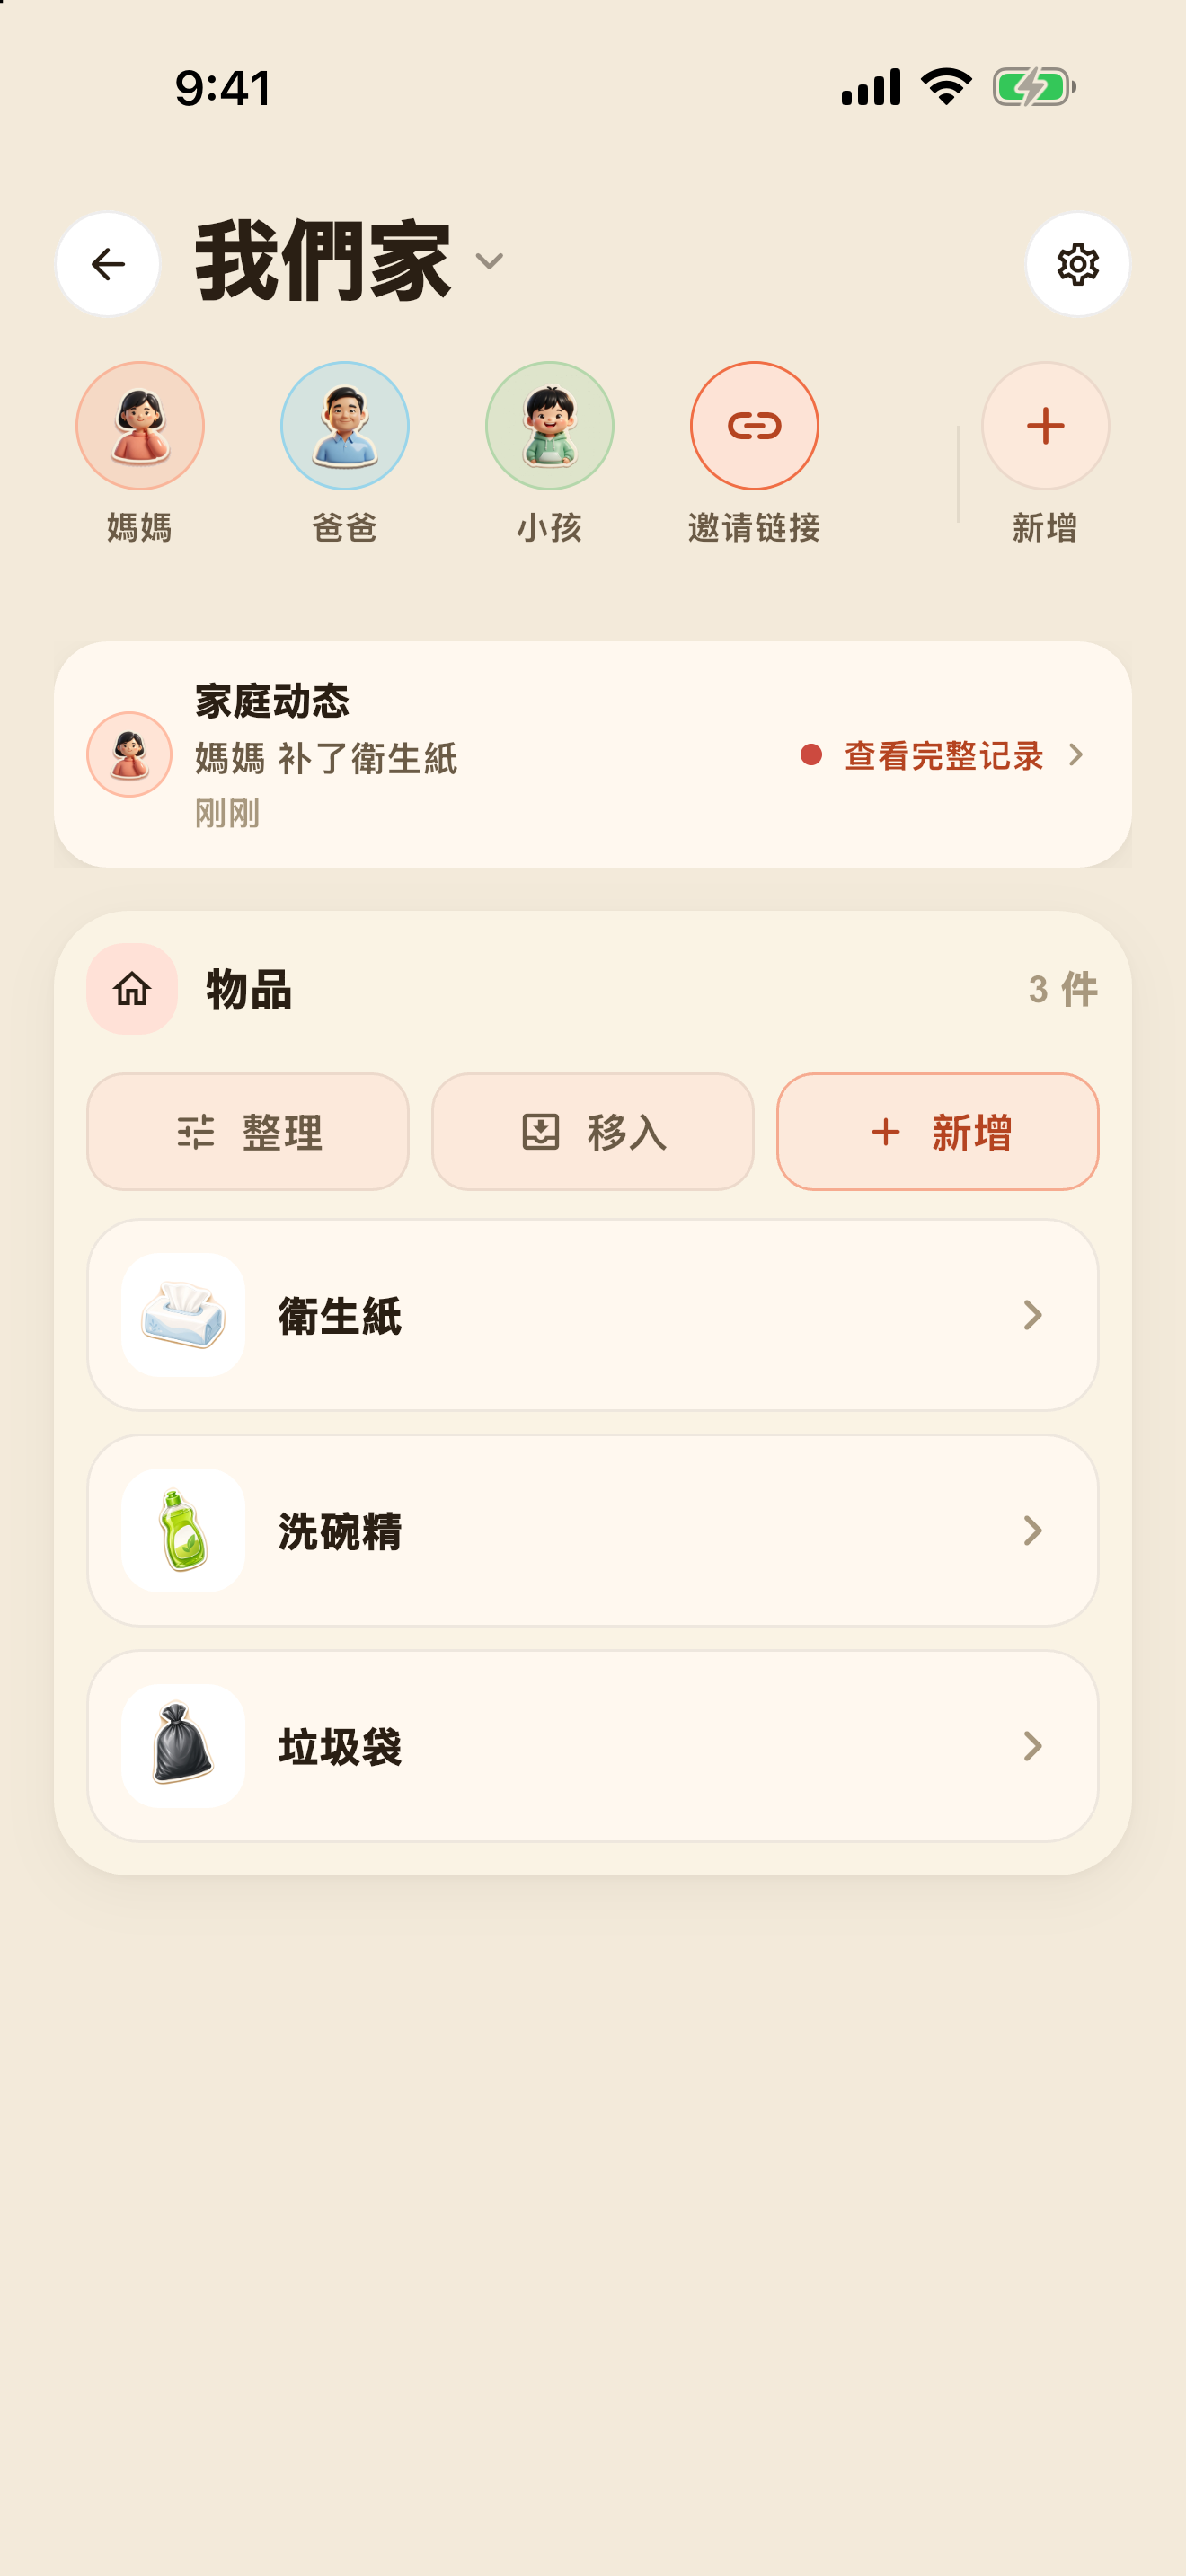 9:41
我們家
媽媽
爸爸
小孩
邀请链接
新增
家庭动态
媽媽 补了衛生紙
刚刚
查看完整记录
物品
3 件
整理
移入
新增
衛生紙
洗碗精
垃圾袋